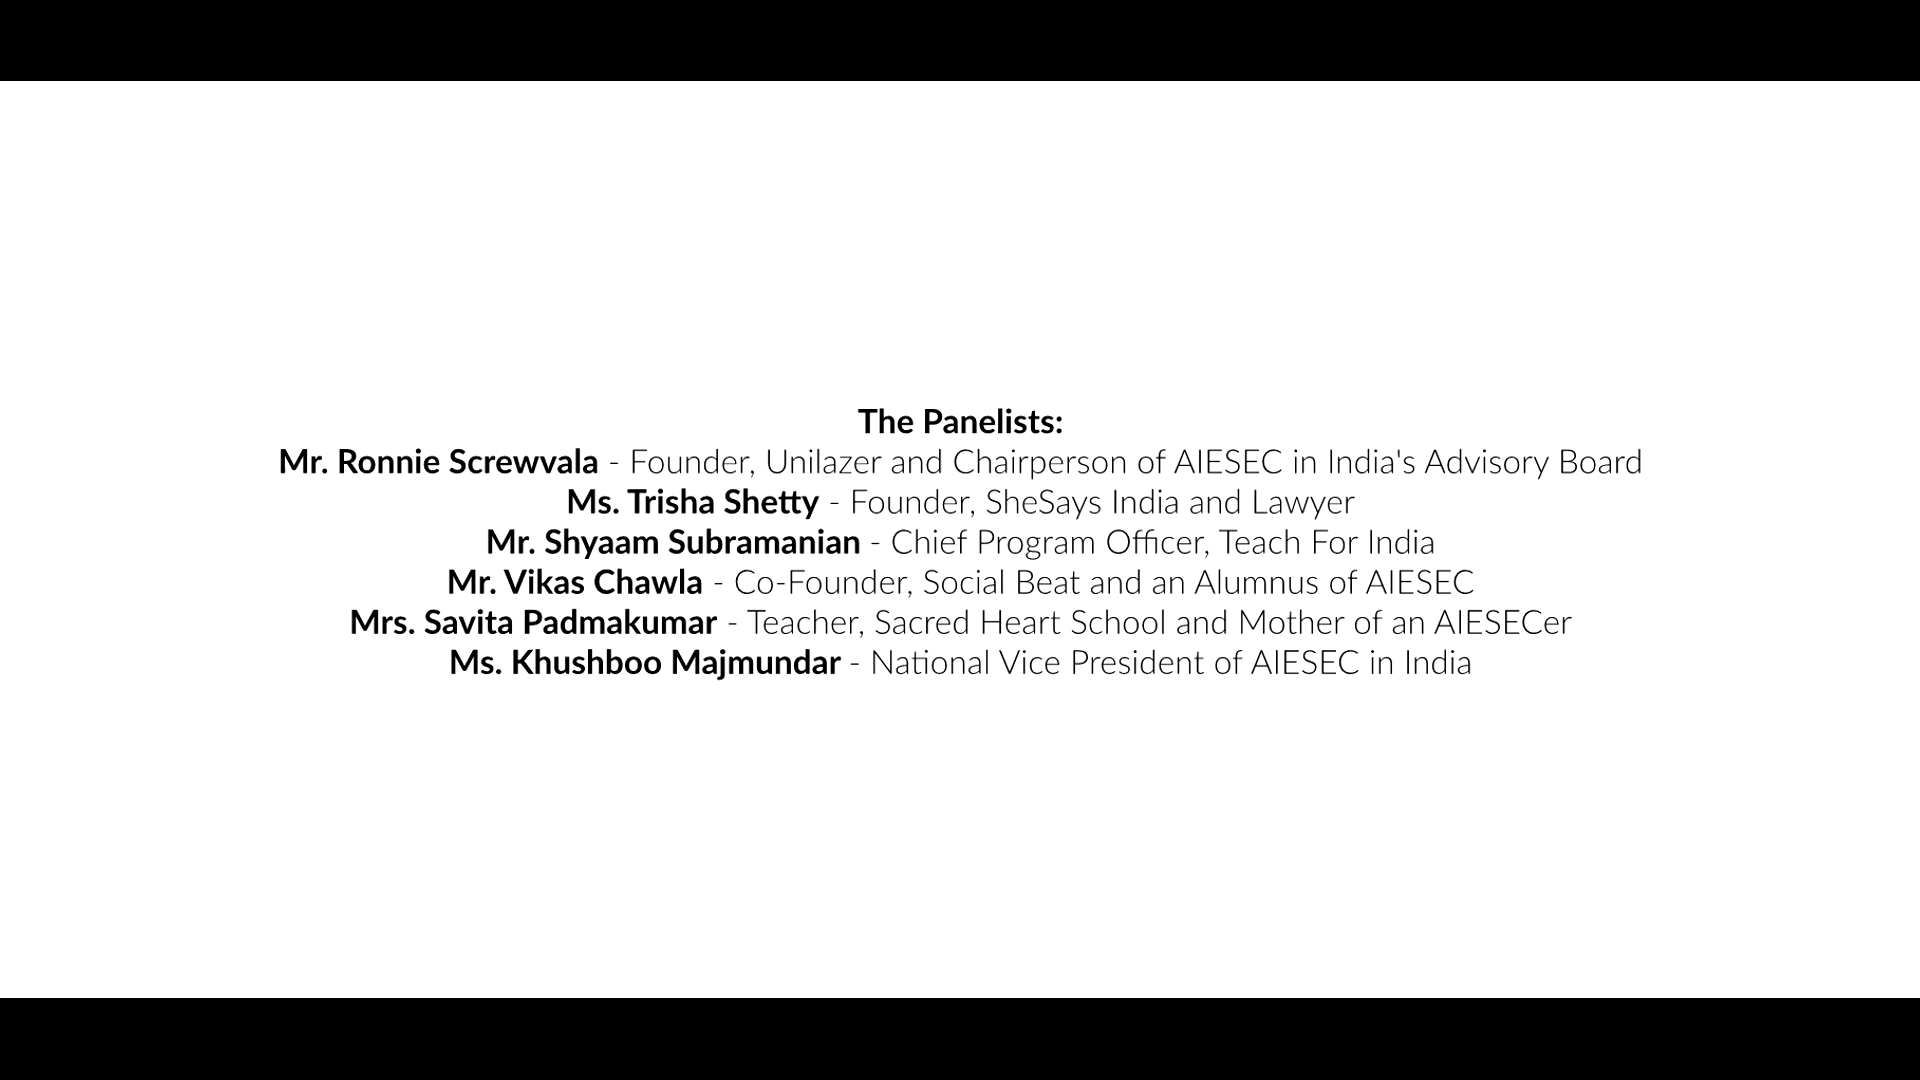 The Panelists:
Mr. Ronnie Screwvala - Founder, Unilazer and Chairperson of AIESEC in India's Advisory Board
Ms. Trisha Shetty - Founder, SheSays India and Lawyer
Mr. Shyaam Subramanian - Chief Program Officer, Teach For India
Mr. Vikas Chawla - Co-Founder, Social Beat and an Alumnus of AIESEC
Mrs. Savita Padmakumar - Teacher, Sacred Heart School and Mother of an AIESECer
Ms. Khushboo Majmundar - National Vice President of AIESEC in India